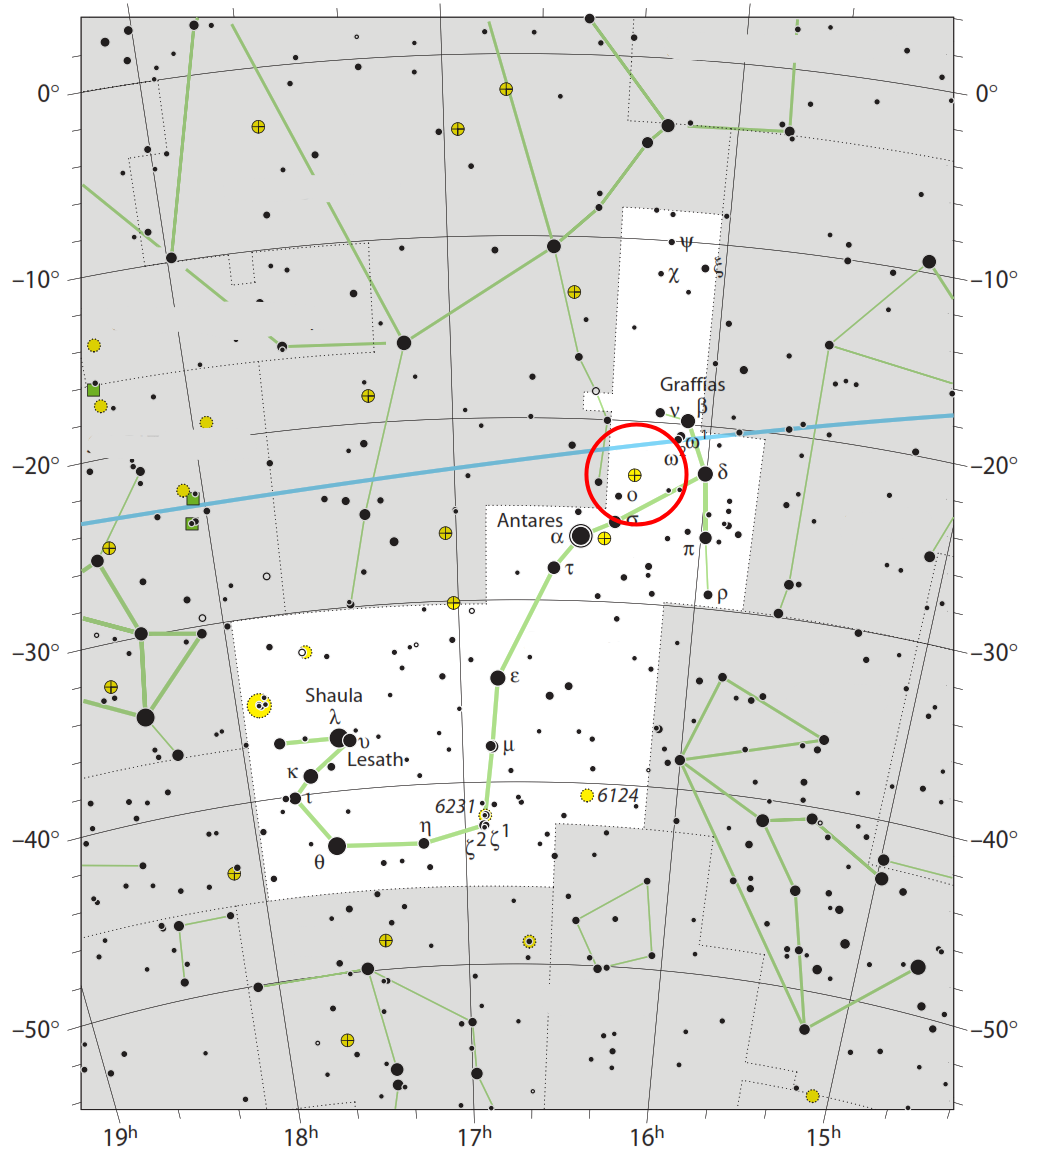 0° 0°
ψ
ξ
χ
–10° –10°
Graffias
ν β
ω¹
ω²
–20° –20°
δ
ο
σ
Antares
α
π
τ
ρ
–30° –30°
ε
Shaula
λ
υ
μ
Lesath
κ
ι
6231 6124
η
ζ² ζ¹
–40° –40°
θ
–50° –50°
19h 18h 17h 16h 15h